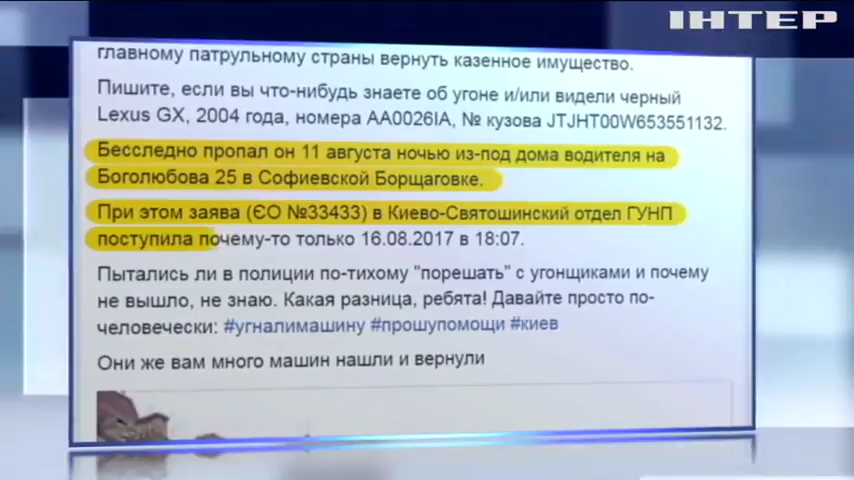 ІНТЕР
главному патрульному страны вернуть казенное имущество.
Пишите, если вы что-нибудь знаете об угоне и/или видели черный
Lexus GX, 2004 года, номера AA0026IA, № кузова JTJHT00W653551132.
Бесследно пропал он 11 августа ночью из-под дома водителя на
Боголюбова 25 в Софиевской Борщаговке.
При этом заява (ЄО №33433) в Киево-Святошинский отдел ГУНП
поступила почему-то только 16.08.2017 в 18:07.
Пытались ли в полиции по-тихому "порешать" с угонщиками и почему
не вышло, не знаю. Какая разница, ребята! Давайте просто по-
человечески: #угналимашину #прошупомощи #киев
Они же вам много машин нашли и вернули